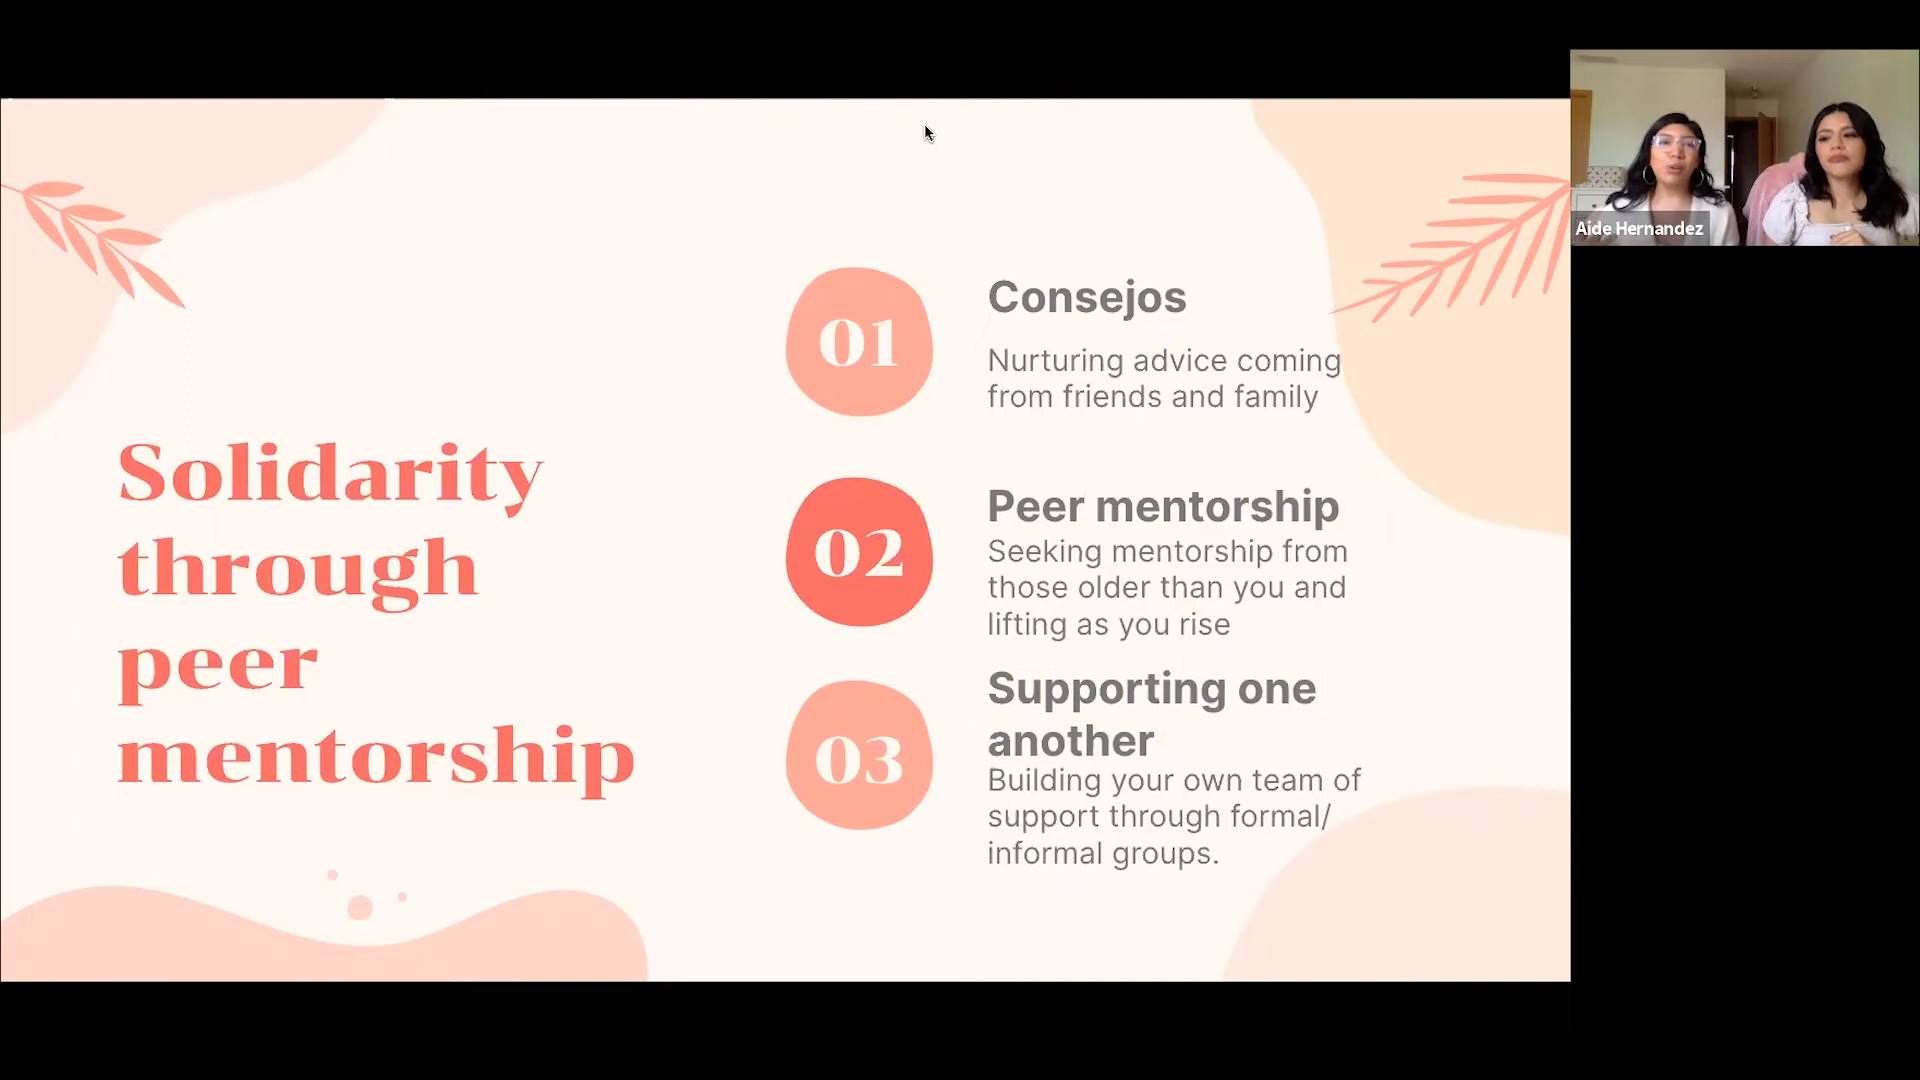 Solidarity
through
peer
mentorship
01
Consejos
Nurturing advice coming
from friends and family
02
Peer mentorship
Seeking mentorship from
those older than you and
lifting as you rise
03
Supporting one
another
Building your own team of
support through formal/
informal groups.
Aide Hernandez